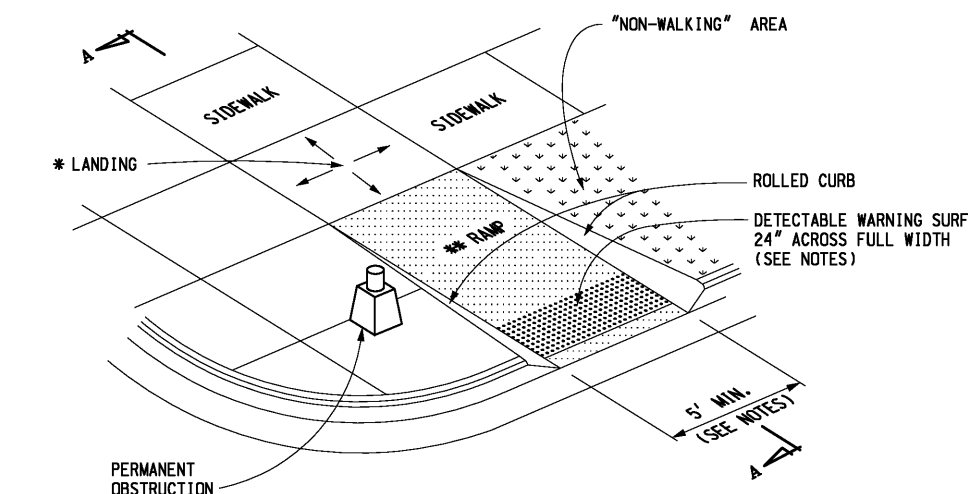 "NON-WALKING" AREA
A
SIDEWALK
SIDEWALK
* LANDING
ROLLED CURB
** RAMP
DETECTABLE WARNING SURF
24" ACROSS FULL WIDTH
(SEE NOTES)
5' MIN.
(SEE NOTES)
A
PERMANENT
OBSTRUCTION